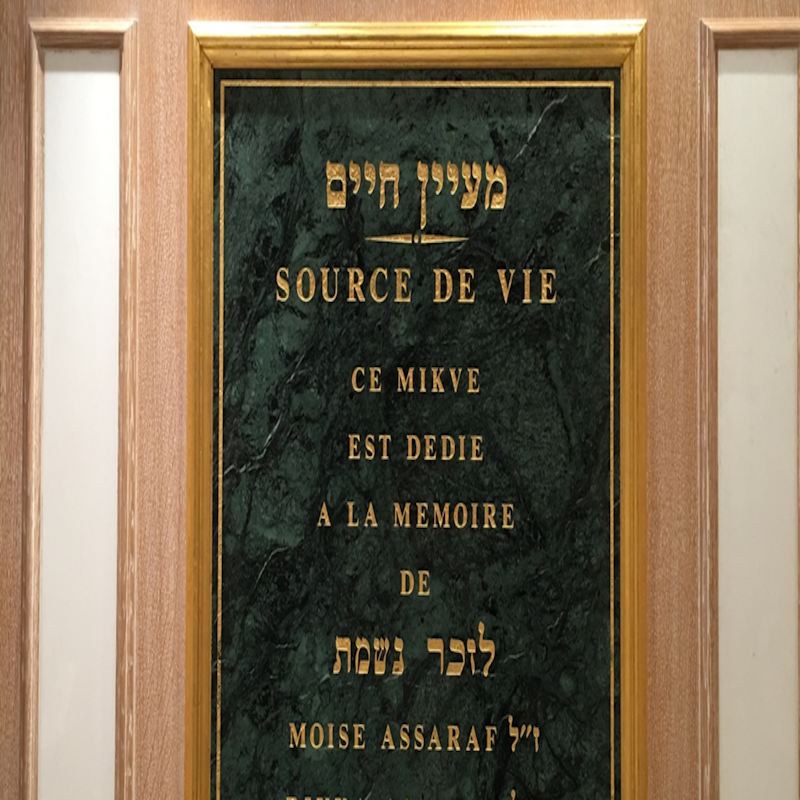 מעיין חיים
SOURCE DE VIE
CE MIKVE
EST DEDIE
A LA MEMOIRE
DE
לזכר נשמת
MOISE ASSARAF ז״ל